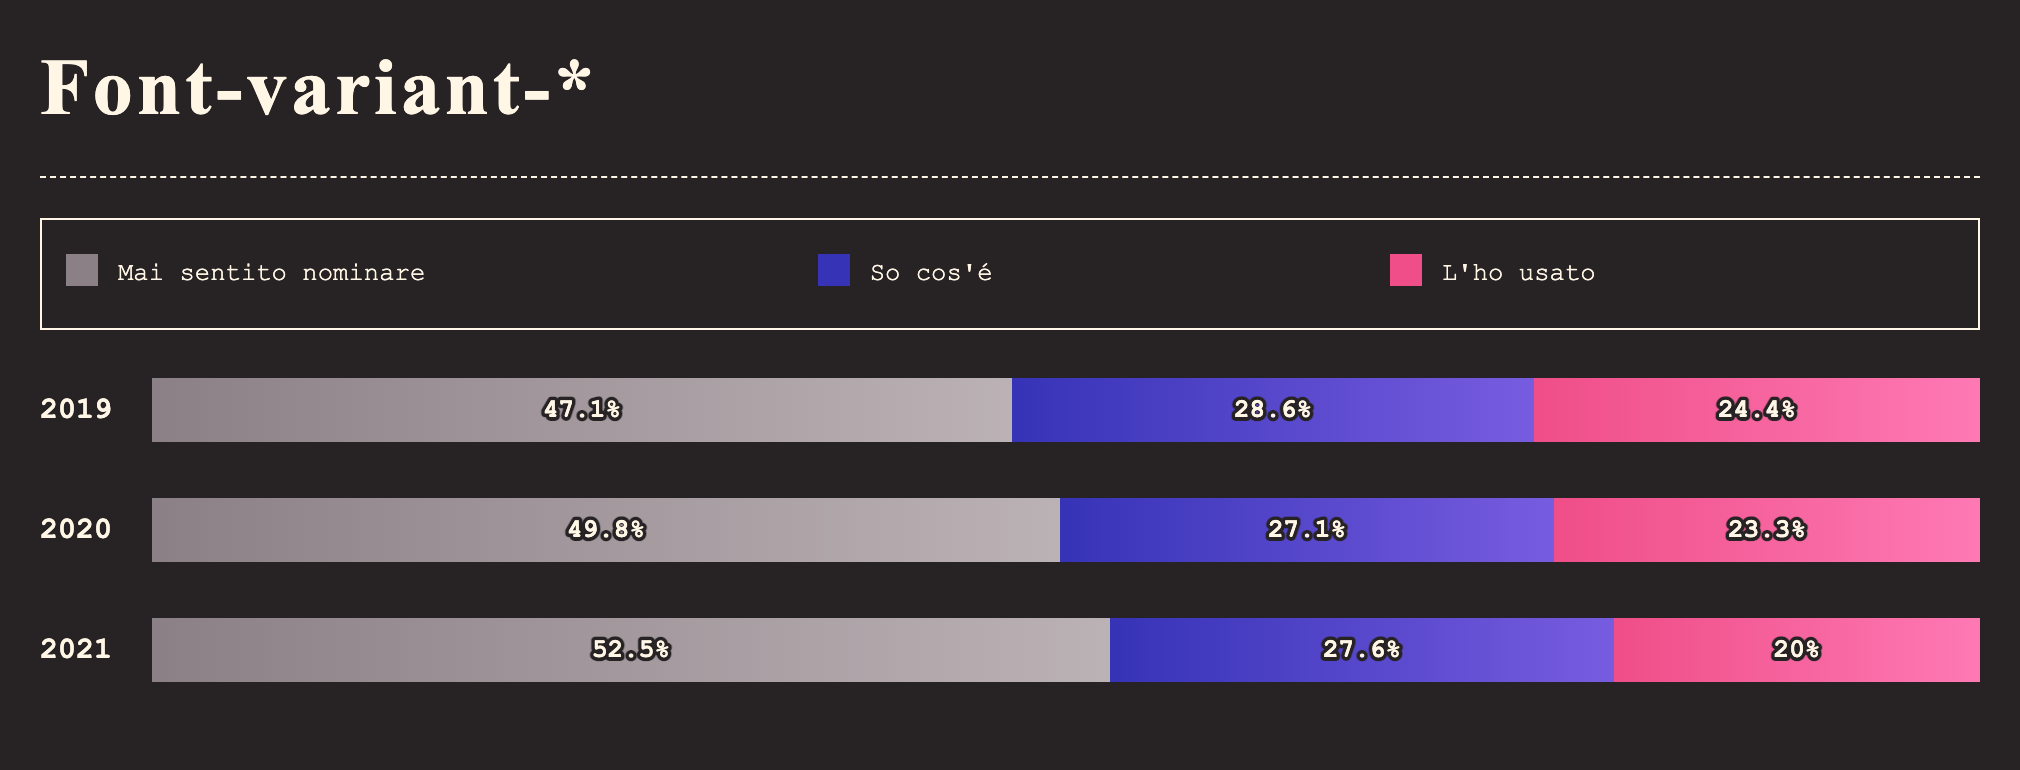 Font-variant-*
Mai sentito nominare So cos'é L'ho usato
2019 47.1% 28.6% 24.4%
2020 49.8% 27.1% 23.3%
2021 52.5% 27.6% 20%